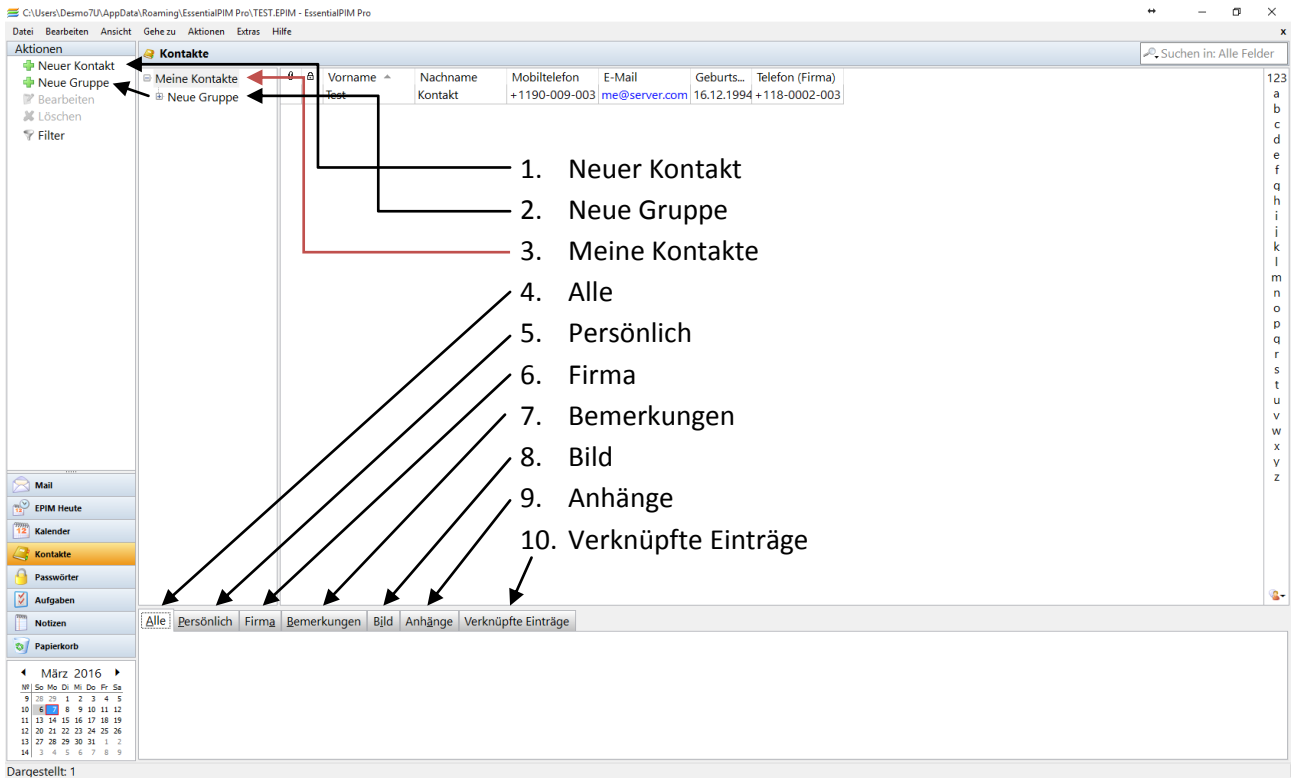 C:\Users\Desmo7U\AppData\Roaming\EssentialPIM Pro\TEST.EPIM - EssentialPIM Pro
Datei Bearbeiten Ansicht Gehe zu Aktionen Extras Hilfe x
Aktionen
Neuer Kontakt
Neue Gruppe
Bearbeiten
Löschen
Filter
Kontakte
Suchen in: Alle Felder
Meine Kontakte
Neue Gruppe
Vorname Nachname Mobiltelefon E-Mail Geburts... Telefon (Firma)
Test Kontakt +1190-009-003 me@server.com 16.12.1994 +118-0002-003
1. Neuer Kontakt
2. Neue Gruppe
3. Meine Kontakte
4. Alle
5. Persönlich
6. Firma
7. Bemerkungen
8. Bild
9. Anhänge
10. Verknüpfte Einträge
123
a
b
c
d
e
f
g
h
i
j
k
l
m
n
o
p
q
r
s
t
u
v
w
x
y
z
Mail
EPIM Heute
12 Kalender
Kontakte
Passwörter
Aufgaben
Notizen
Papierkorb
Alle Persönlich Firma Bemerkungen Bild Anhänge Verknüpfte Einträge
März 2016
Nº So Mo Di Mi Do Fr Sa
9 28 29 1 2 3 4 5
10 6 7 8 9 10 11 12
11 13 14 15 16 17 18 19
12 20 21 22 23 24 25 26
13 27 28 29 30 31 1 2
14 3 4 5 6 7 8 9
Dargestellt: 1